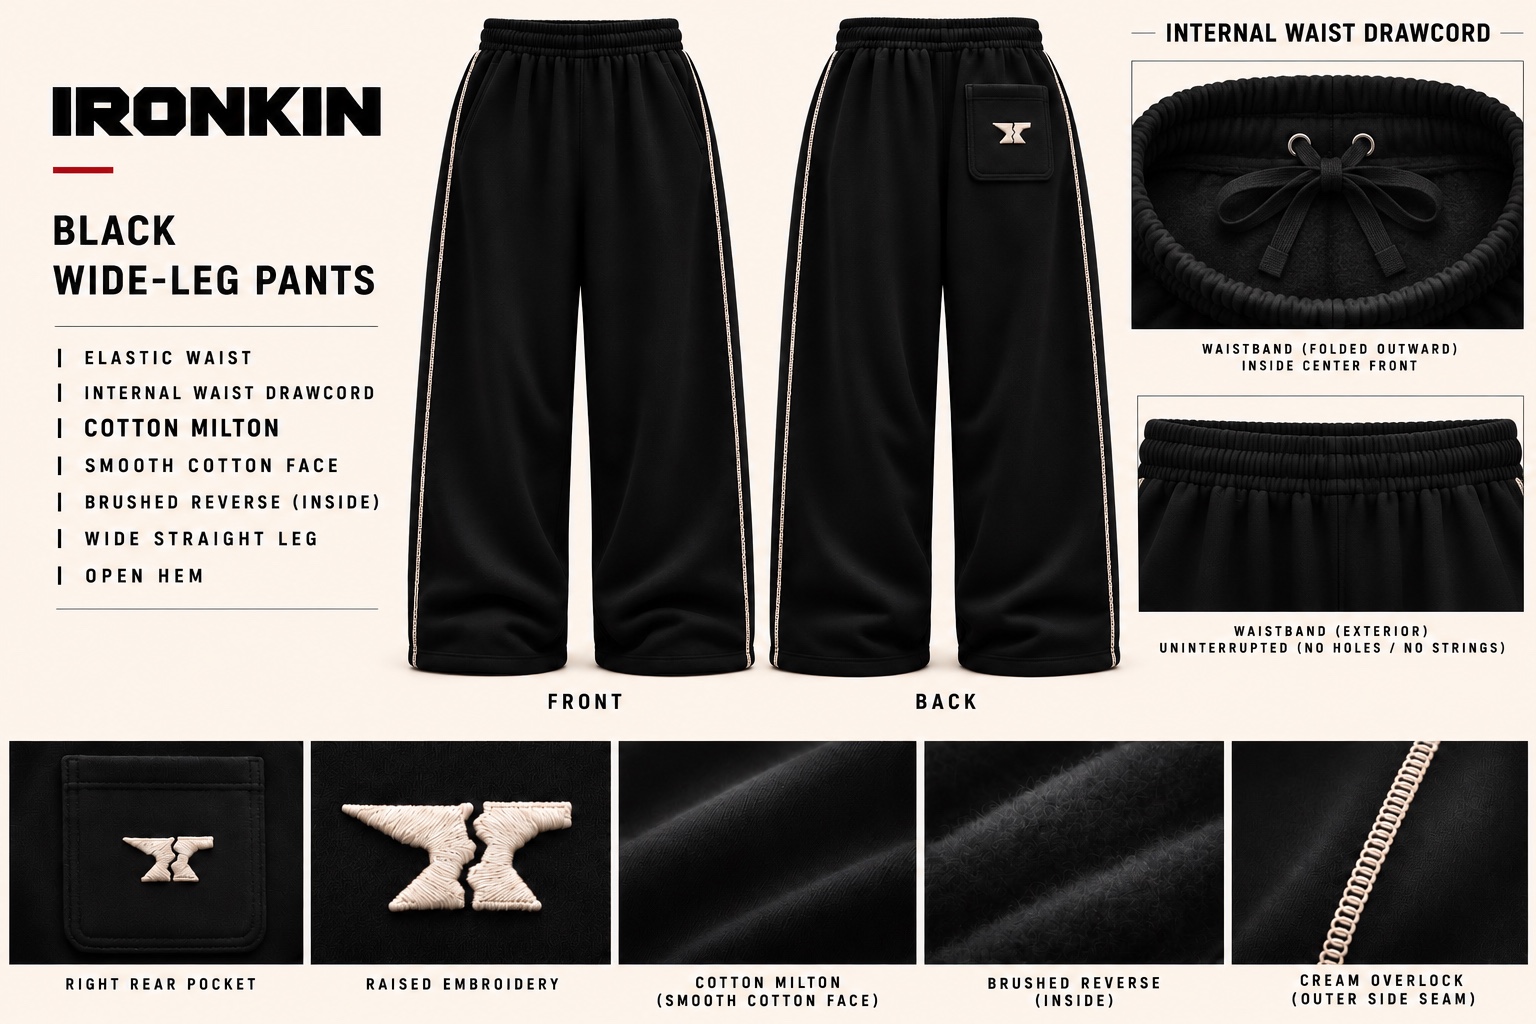 IRONKIN
BLACK
WIDE-LEG PANTS
ELASTIC WAIST
INTERNAL WAIST DRAWCORD
COTTON MILTON
SMOOTH COTTON FACE
BRUSHED REVERSE (INSIDE)
WIDE STRAIGHT LEG
OPEN HEM
FRONT
BACK
INTERNAL WAIST DRAWCORD
WAISTBAND (FOLDED OUTWARD)
INSIDE CENTER FRONT
WAISTBAND (EXTERIOR)
UNINTERRUPTED (NO HOLES / NO STRINGS)
RIGHT REAR POCKET
RAISED EMBROIDERY
COTTON MILTON
(SMOOTH COTTON FACE)
BRUSHED REVERSE
(INSIDE)
CREAM OVERLOCK
(OUTER SIDE SEAM)